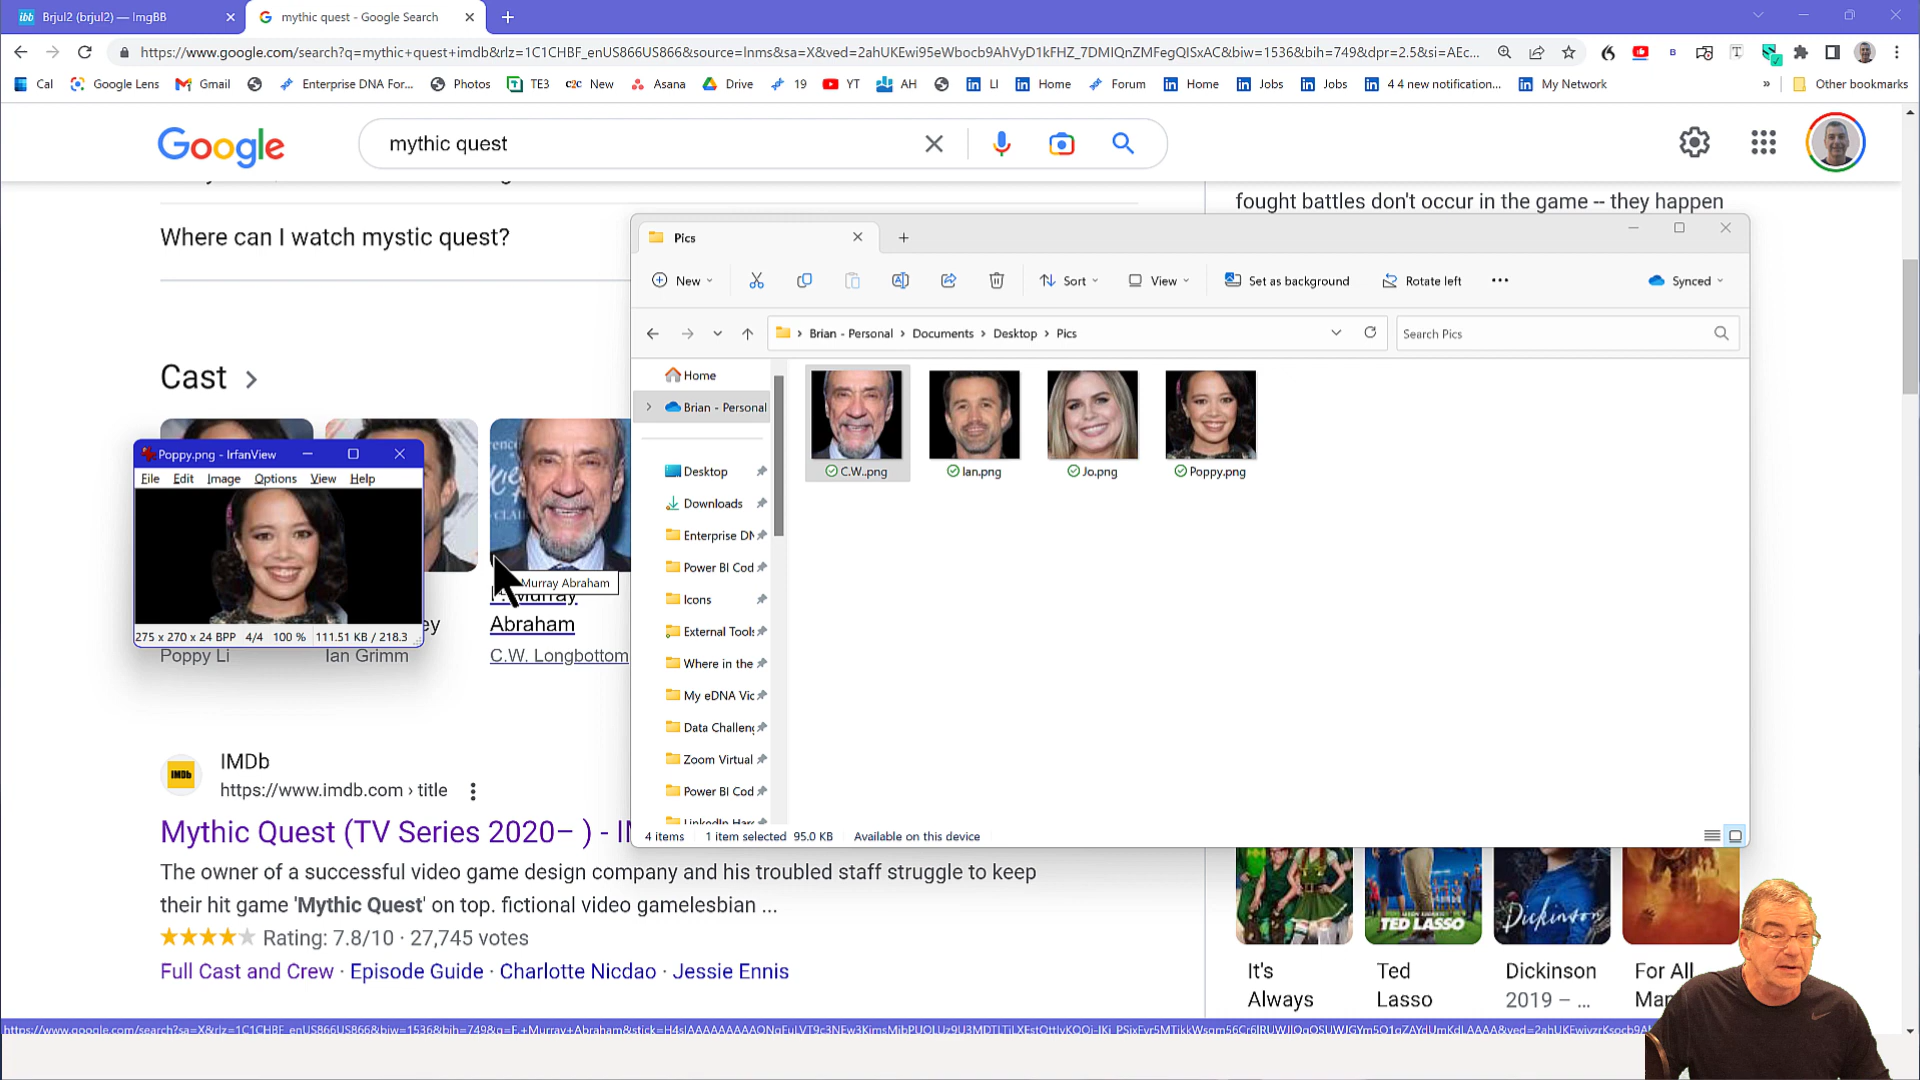 Brjul2 (brjul2) — ImgBB
mythic quest - Google Search
https://www.google.com/search?q=mythic+quest+imdb&rlz=1C1CHBF_enUS866US866&source=lnms&sa=X&ved=2ahUKEwi95eWbocb9AhVyD1kFHZ_7DMIQnZMFegQISxAC&biw=1536&bih=749&dpr=2.5&si=AEc...
Cal Google Lens Gmail Enterprise DNA For... Photos TE3 c2c New Asana Drive 19 YT AH LI Home Forum Home Jobs Jobs 4 4 new notification... My Network » Other bookmarks
Google
mythic quest
fought battles don't occur in the game -- they happen
Where can I watch mystic quest?
Pics
New Sort View Set as background Rotate left Synced
Brian - Personal > Documents > Desktop > Pics
Search Pics
Home
Brian - Personal
Desktop
Downloads
Enterprise DN
Power BI Cod
Icons
External Tools
Where in the
My eDNA Vic
Data Challeng
Zoom Virtual
Power BI Cod
C.W..png
Ian.png
Jo.png
Poppy.png
4 items 1 item selected 95.0 KB Available on this device
Cast >
Poppy.png - IrfanView
File Edit Image Options View Help
275 x 270 x 24 BPP 4/4 100 % 111.51 KB / 218.3
Murray Abraham
F. Murray
Abraham
ey
Poppy Li
Ian Grimm
C.W. Longbottom
IMDb
IMDb
https://www.imdb.com › title
Mythic Quest (TV Series 2020– ) - IM
The owner of a successful video game design company and his troubled staff struggle to keep
their hit game 'Mythic Quest' on top. fictional video gamelesbian ...
Rating: 7.8/10 · 27,745 votes
Full Cast and Crew · Episode Guide · Charlotte Nicdao · Jessie Ennis
TED LASSO
Dickinson
It's
Always
Ted
Lasso
Dickinson
2019 – ...
For All
Man